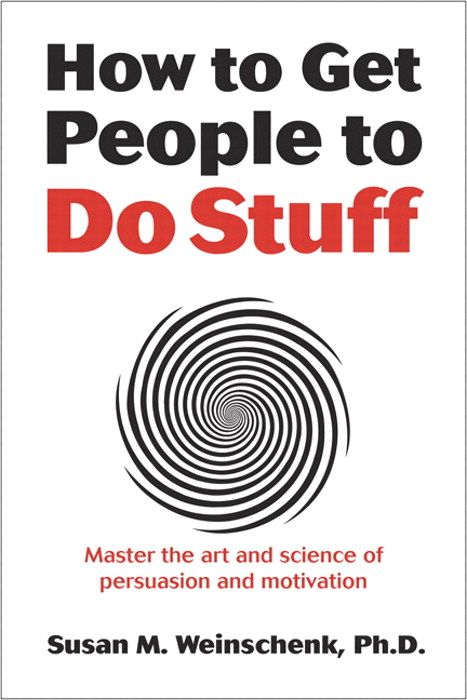 How to Get
People to
Do Stuff
Master the art and science of
persuasion and motivation
Susan M. Weinschenk, Ph.D.